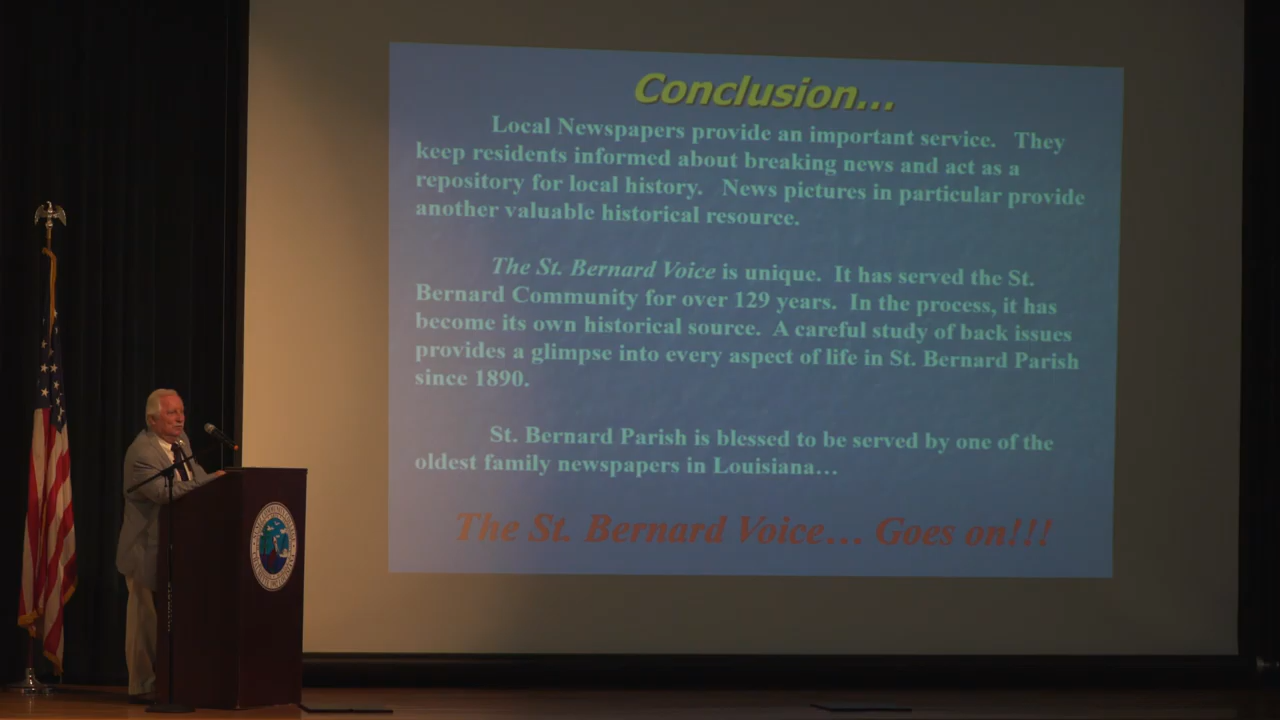 Conclusion...
Local Newspapers provide an important service. They
keep residents informed about breaking news and act as a
repository for local history. News pictures in particular provide
another valuable historical resource.
The St. Bernard Voice is unique. It has served the St.
Bernard Community for over 129 years. In the process, it has
become its own historical source. A careful study of back issues
provides a glimpse into every aspect of life in St. Bernard Parish
since 1890.
St. Bernard Parish is blessed to be served by one of the
oldest family newspapers in Louisiana...
The St. Bernard Voice... Goes on!!!